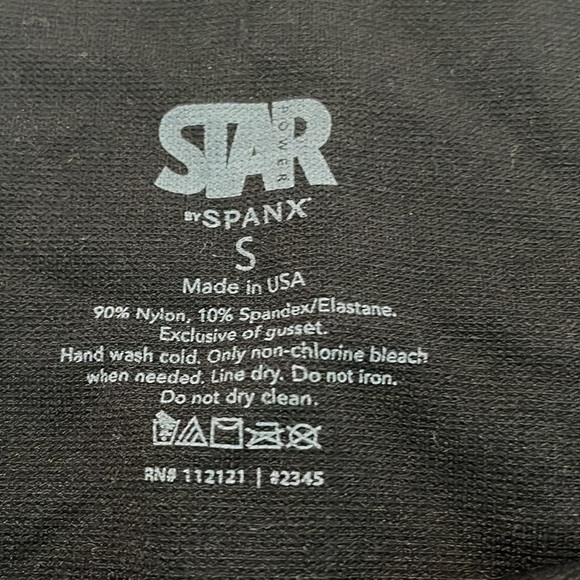 STAR
POWER
BY SPANX™
S
Made in USA
90% Nylon, 10% Spandex/Elastane.
Exclusive of gusset.
Hand wash cold. Only non-chlorine bleach
when needed. Line dry. Do not iron.
Do not dry clean.
RN# 112121 | #2345